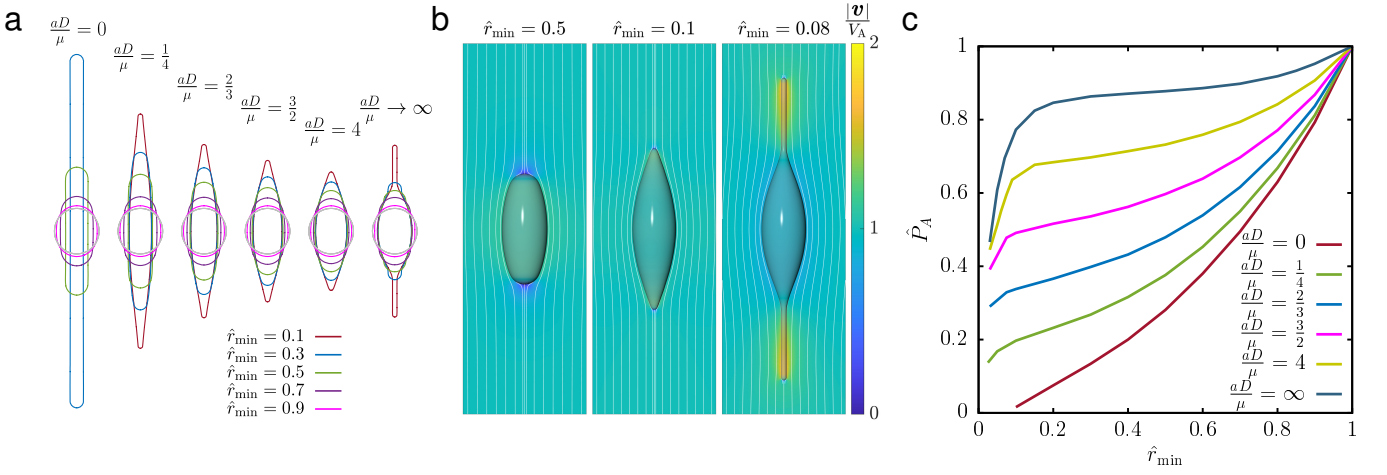 a
aD/μ = 0
aD/μ = 1/4
aD/μ = 2/3
aD/μ = 3/2
aD/μ = 4
aD/μ → ∞
r̂min = 0.1
r̂min = 0.3
r̂min = 0.5
r̂min = 0.7
r̂min = 0.9
b
r̂min = 0.5
r̂min = 0.1
r̂min = 0.08
|v|/VA
2
1
0
c
1
0.8
0.6
0.4
0.2
0
P̂A
aD/μ = 0
aD/μ = 1/4
aD/μ = 2/3
aD/μ = 3/2
aD/μ = 4
aD/μ = ∞
0 0.2 0.4 0.6 0.8 1
r̂min